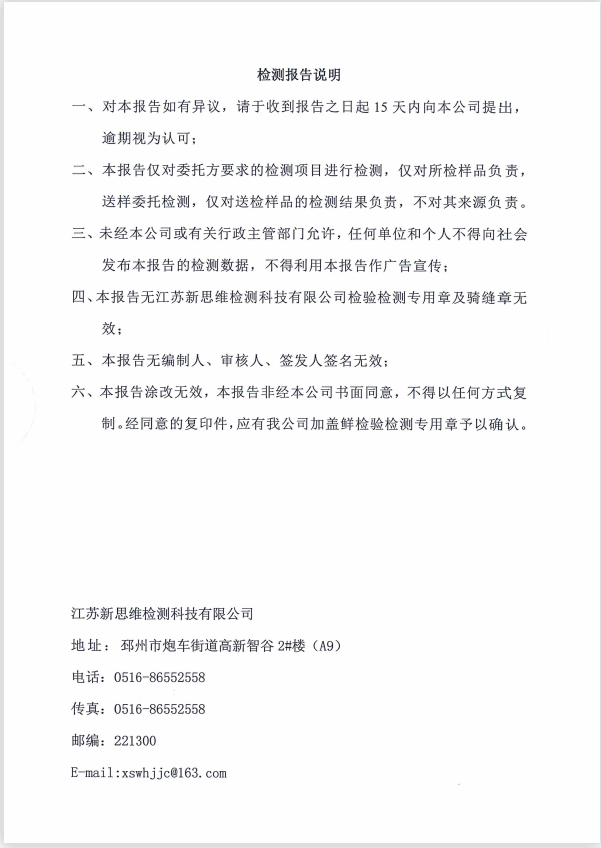 检测报告说明
一、对本报告如有异议，请于收到报告之日起 15 天内向本公司提出，
逾期视为认可；
二、本报告仅对委托方要求的检测项目进行检测，仅对所检样品负责，
送样委托检测，仅对送检样品的检测结果负责，不对其来源负责。
三、未经本公司或有关行政主管部门允许，任何单位和个人不得向社会
发布本报告的检测数据，不得利用本报告作广告宣传；
四、本报告无江苏新思维检测科技有限公司检验检测专用章及骑缝章无
效；
五、本报告无编制人、审核人、签发人签名无效；
六、本报告涂改无效，本报告非经本公司书面同意，不得以任何方式复
制。经同意的复印件，应有我公司加盖鲜检验检测专用章予以确认。
江苏新思维检测科技有限公司
地址：邳州市炮车街道高新智谷 2#楼（A9）
电话：0516-86552558
传真：0516-86552558
邮编：221300
E-mail:xswhjjc@163.com